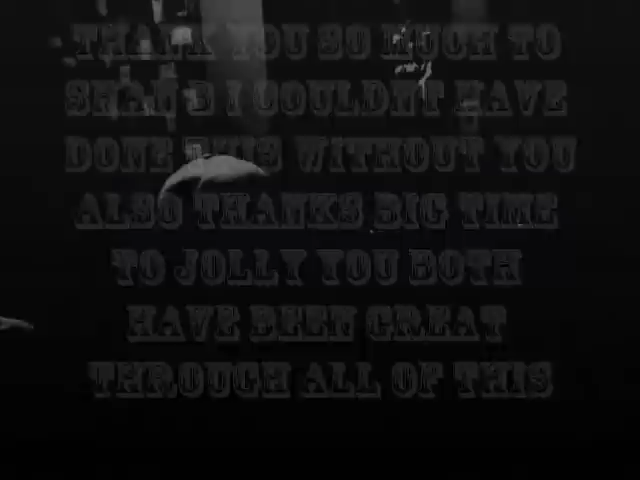 THANK YOU SO MUCH TO
SHAN B I COULDNT HAVE
DONE THIS WITHOUT YOU
ALSO THANKS BIG TIME
TO JOLLY YOU BOTH
HAVE BEEN GREAT
THROUGH ALL OF THIS